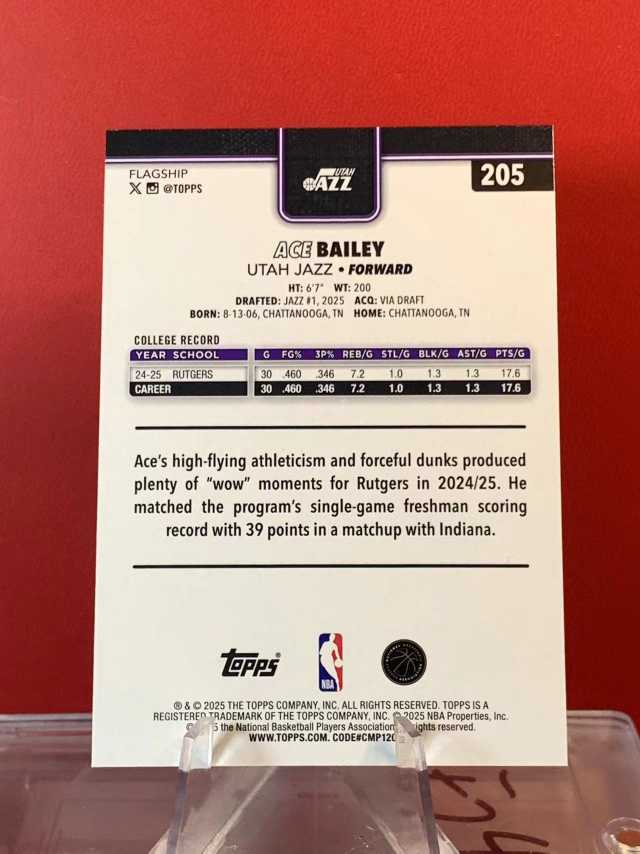 FLAGSHIP
@TOPPS
UTAH
JAZZ
205
ACE BAILEY
UTAH JAZZ • FORWARD
HT: 6'7" WT: 200
DRAFTED: JAZZ #1, 2025 ACQ: VIA DRAFT
BORN: 8-13-06, CHATTANOOGA, TN HOME: CHATTANOOGA, TN
COLLEGE RECORD
YEAR SCHOOL G FG% 3P% REB/G STL/G BLK/G AST/G PTS/G
24-25 RUTGERS 30 .460 .346 7.2 1.0 1.3 1.3 17.6
CAREER 30 .460 .346 7.2 1.0 1.3 1.3 17.6
Ace's high-flying athleticism and forceful dunks produced
plenty of "wow" moments for Rutgers in 2024/25. He
matched the program's single-game freshman scoring
record with 39 points in a matchup with Indiana.
Topps®
NBA
® & © 2025 THE TOPPS COMPANY, INC. ALL RIGHTS RESERVED. TOPPS IS A
REGISTERED TRADEMARK OF THE TOPPS COMPANY, INC. © 2025 NBA Properties, Inc.
the National Basketball Players Association. rights reserved.
WWW.TOPPS.COM. CODE#CMP120